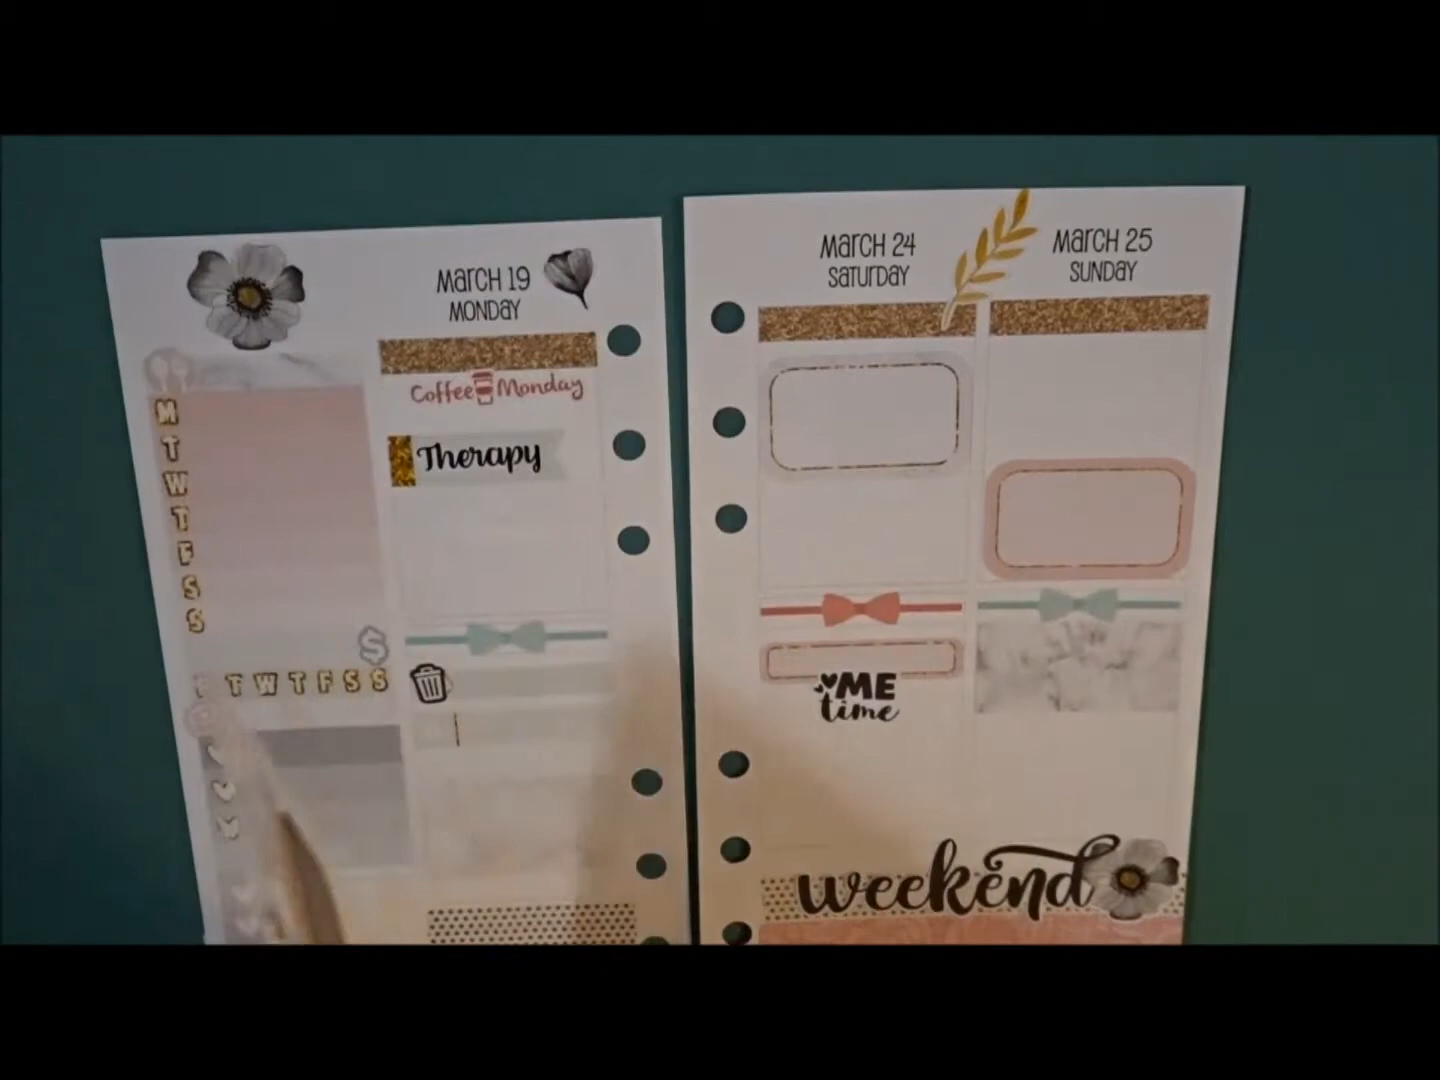 March 19
Monday
Coffee Monday
Therapy
M
T
W
T
F
S
S
$
T W T F S S
March 24
Saturday
March 25
Sunday
ME
time
weekend